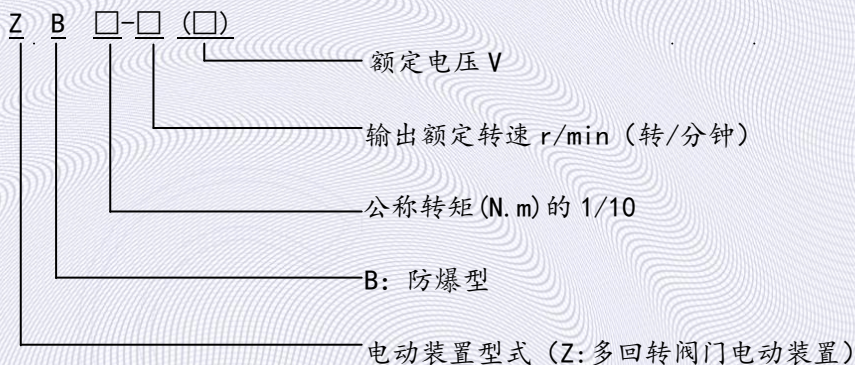 Z B □-□ (□)
额定电压 V
输出额定转速 r/min (转/分钟)
公称转矩(N.m)的 1/10
B: 防爆型
电动装置型式 (Z:多回转阀门电动装置)